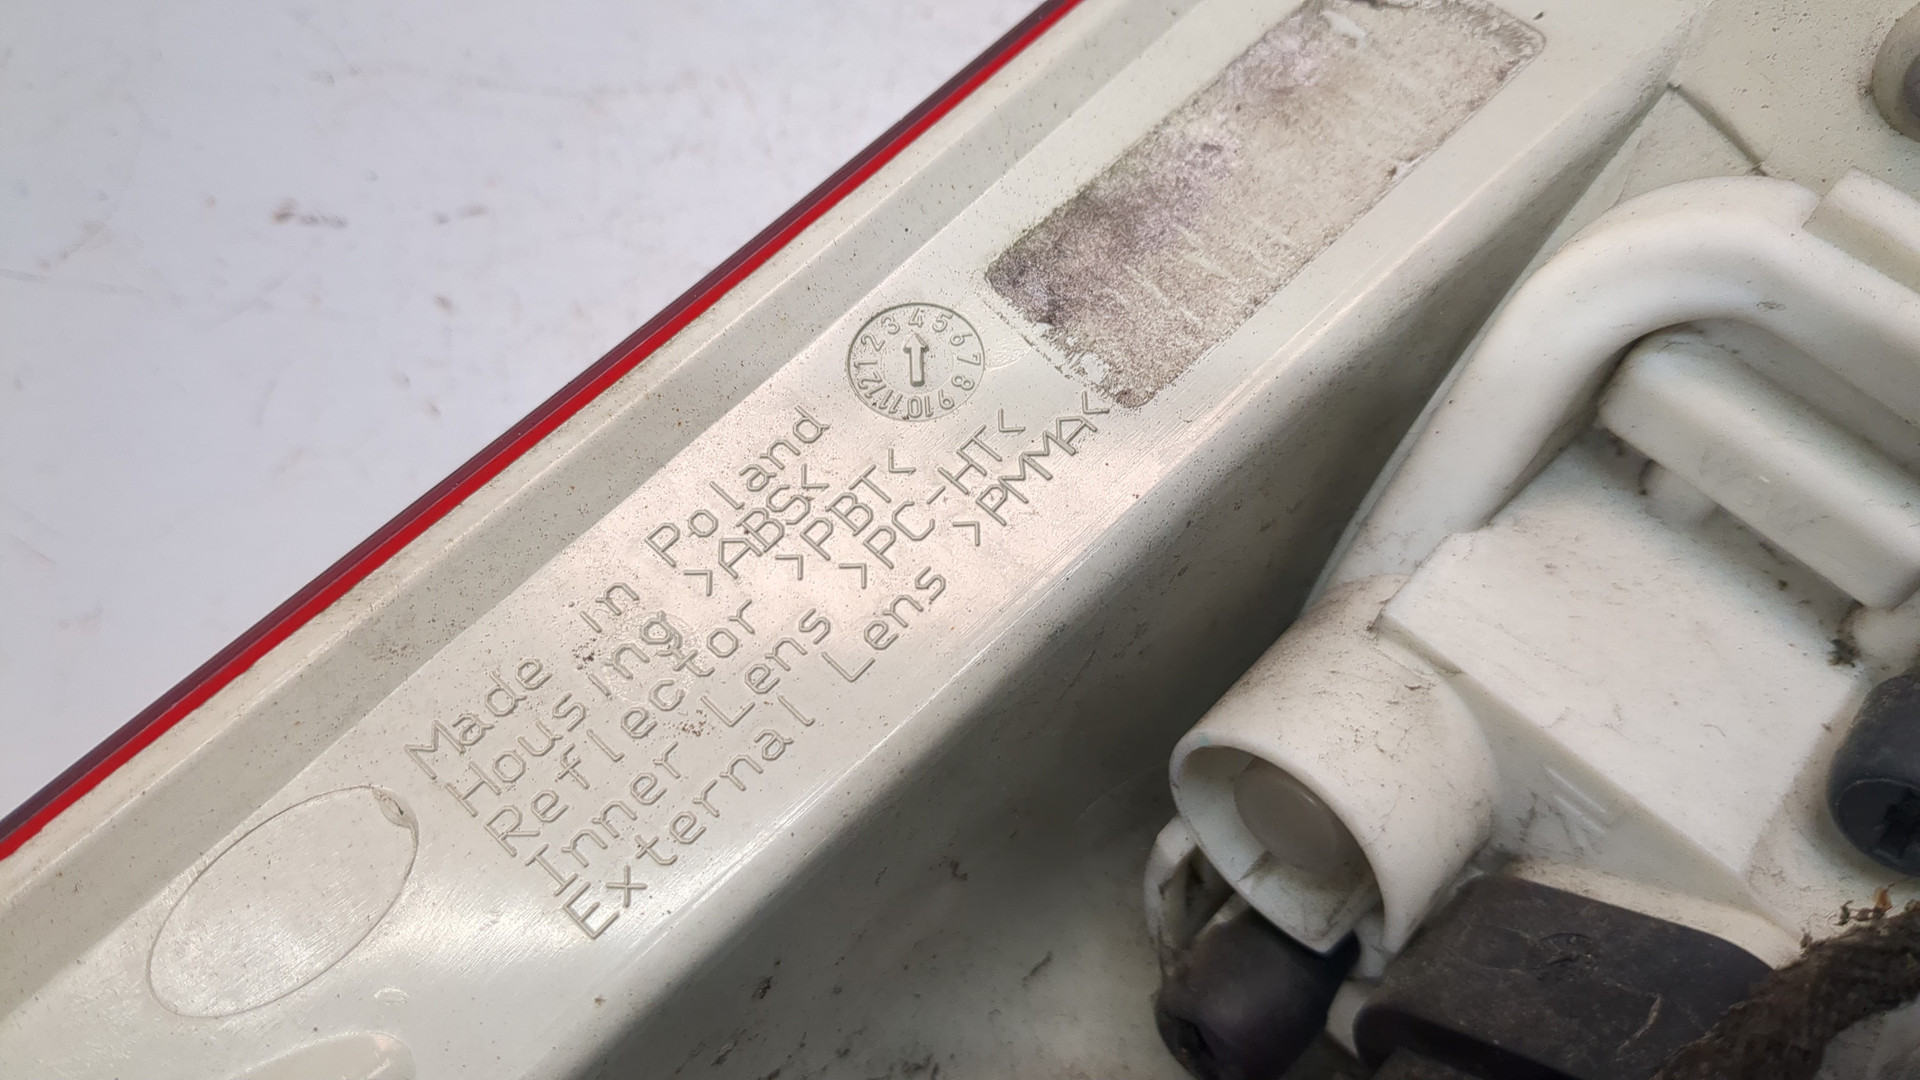 1 2 3 4 5 6 7 8 9 10 11 12
Made in Poland
Housing >ABS<
Reflector >PBT<
Inner Lens >PC-HT<
External Lens >PMMA<